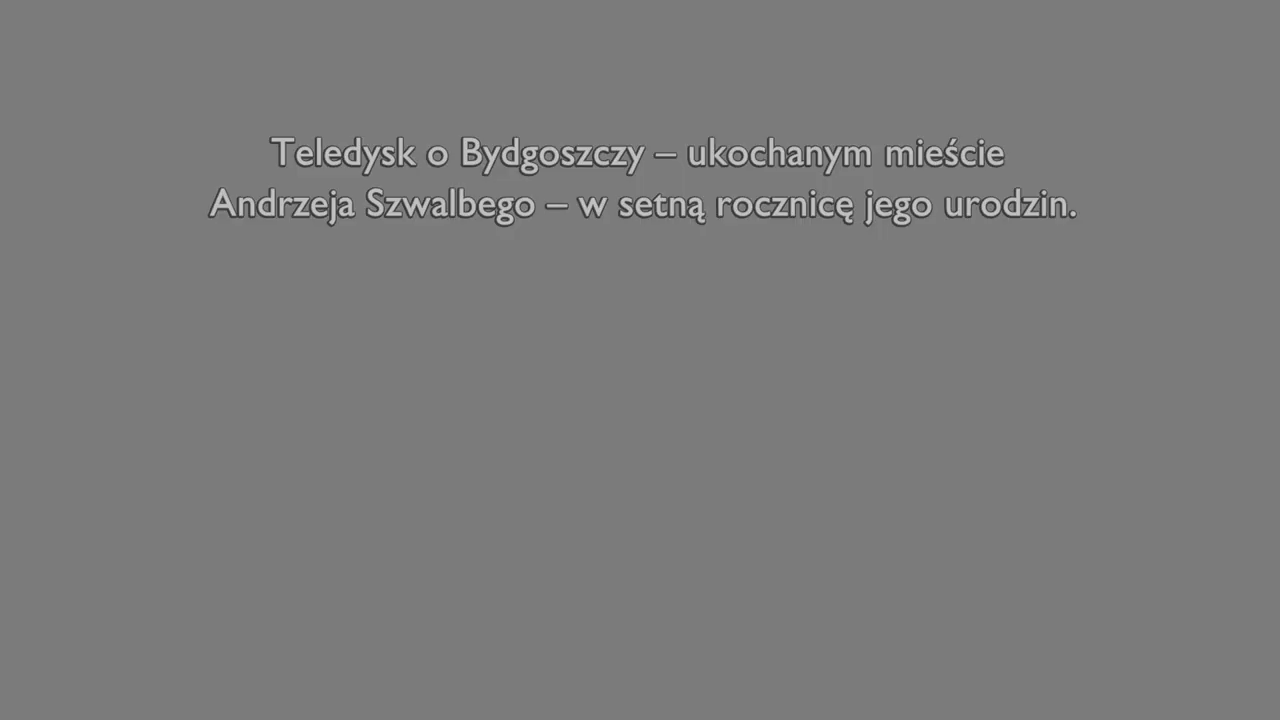 Teledysk o Bydgoszczy – ukochanym mieście
Andrzeja Szwalbego – w setną rocznicę jego urodzin.